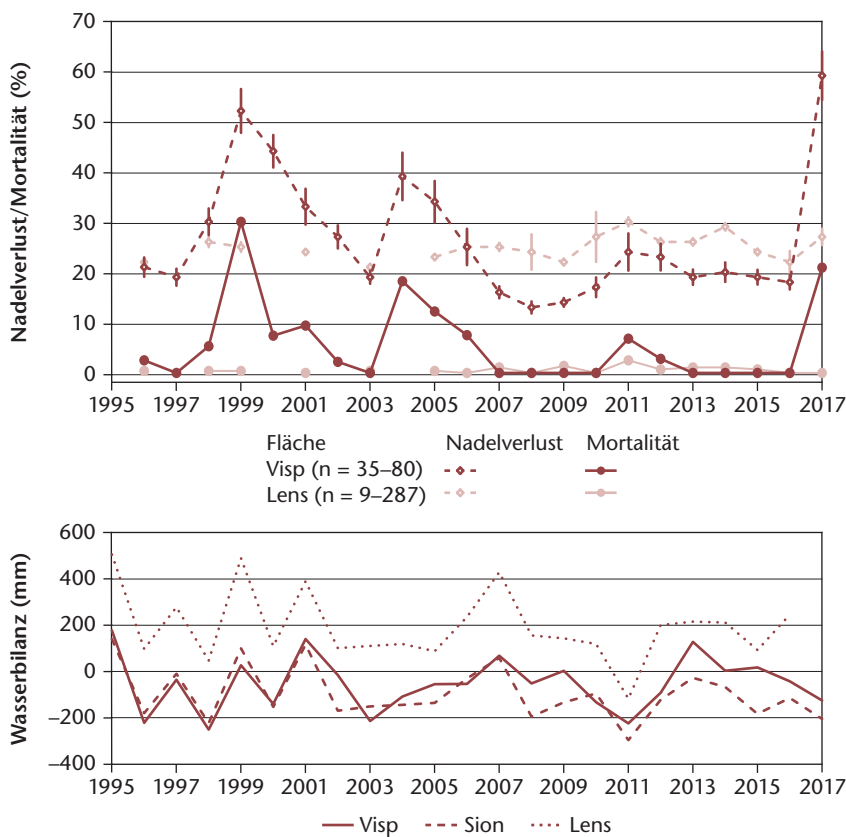 Nadelverlust/Mortalität (%)
70
60
50
40
30
20
10
0
1995 1997 1999 2001 2003 2005 2007 2009 2011 2013 2015 2017
Fläche Nadelverlust Mortalität
Visp (n = 35–80)
Lens (n = 9–287)
Wasserbilanz (mm)
600
400
200
0
−200
−400
1995 1997 1999 2001 2003 2005 2007 2009 2011 2013 2015 2017
Visp Sion Lens